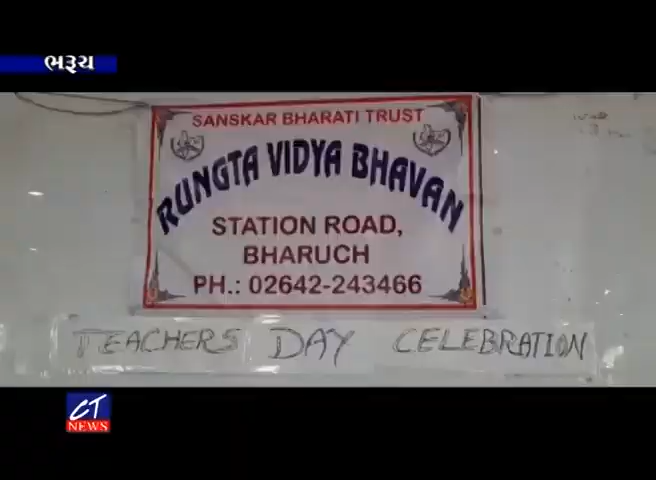 ભરૂચ
SANSKAR BHARATI TRUST
RUNGTA VIDYA BHAVAN
STATION ROAD,
BHARUCH
PH.: 02642-243466
TEACHERS DAY CELEBRATION
CT
NEWS